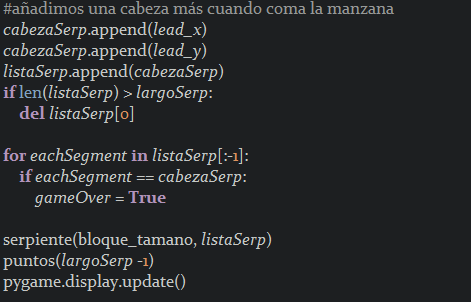 #añadimos una cabeza más cuando coma la manzana
cabezaSerp.append(lead_x)
cabezaSerp.append(lead_y)
listaSerp.append(cabezaSerp)
if len(listaSerp) > largoSerp:
    del listaSerp[0]

for eachSegment in listaSerp[:-1]:
    if eachSegment == cabezaSerp:
        gameOver = True

serpiente(bloque_tamano, listaSerp)
puntos(largoSerp -1)
pygame.display.update()